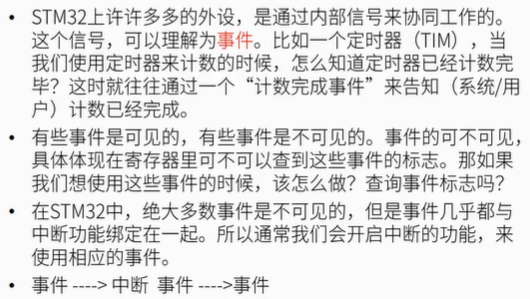 • STM32上许许多多的外设，是通过内部信号来协同工作的。
这个信号，可以理解为事件。比如一个定时器（TIM），当
我们使用定时器来计数的时候，怎么知道定时器已经计数完
毕？这时就往往通过一个“计数完成事件”来告知（系统/用
户）计数已经完成。
• 有些事件是可见的，有些事件是不可见的。事件的可不可见，
具体体现在寄存器里可不可以查到这些事件的标志。那如果
我们想使用这些事件的时候，该怎么做？查询事件标志吗？
• 在STM32中，绝大多数事件是不可见的，但是事件几乎都与
中断功能绑定在一起。所以通常我们会开启中断的功能，来
使用相应的事件。
• 事件 ----> 中断 事件 ---->事件